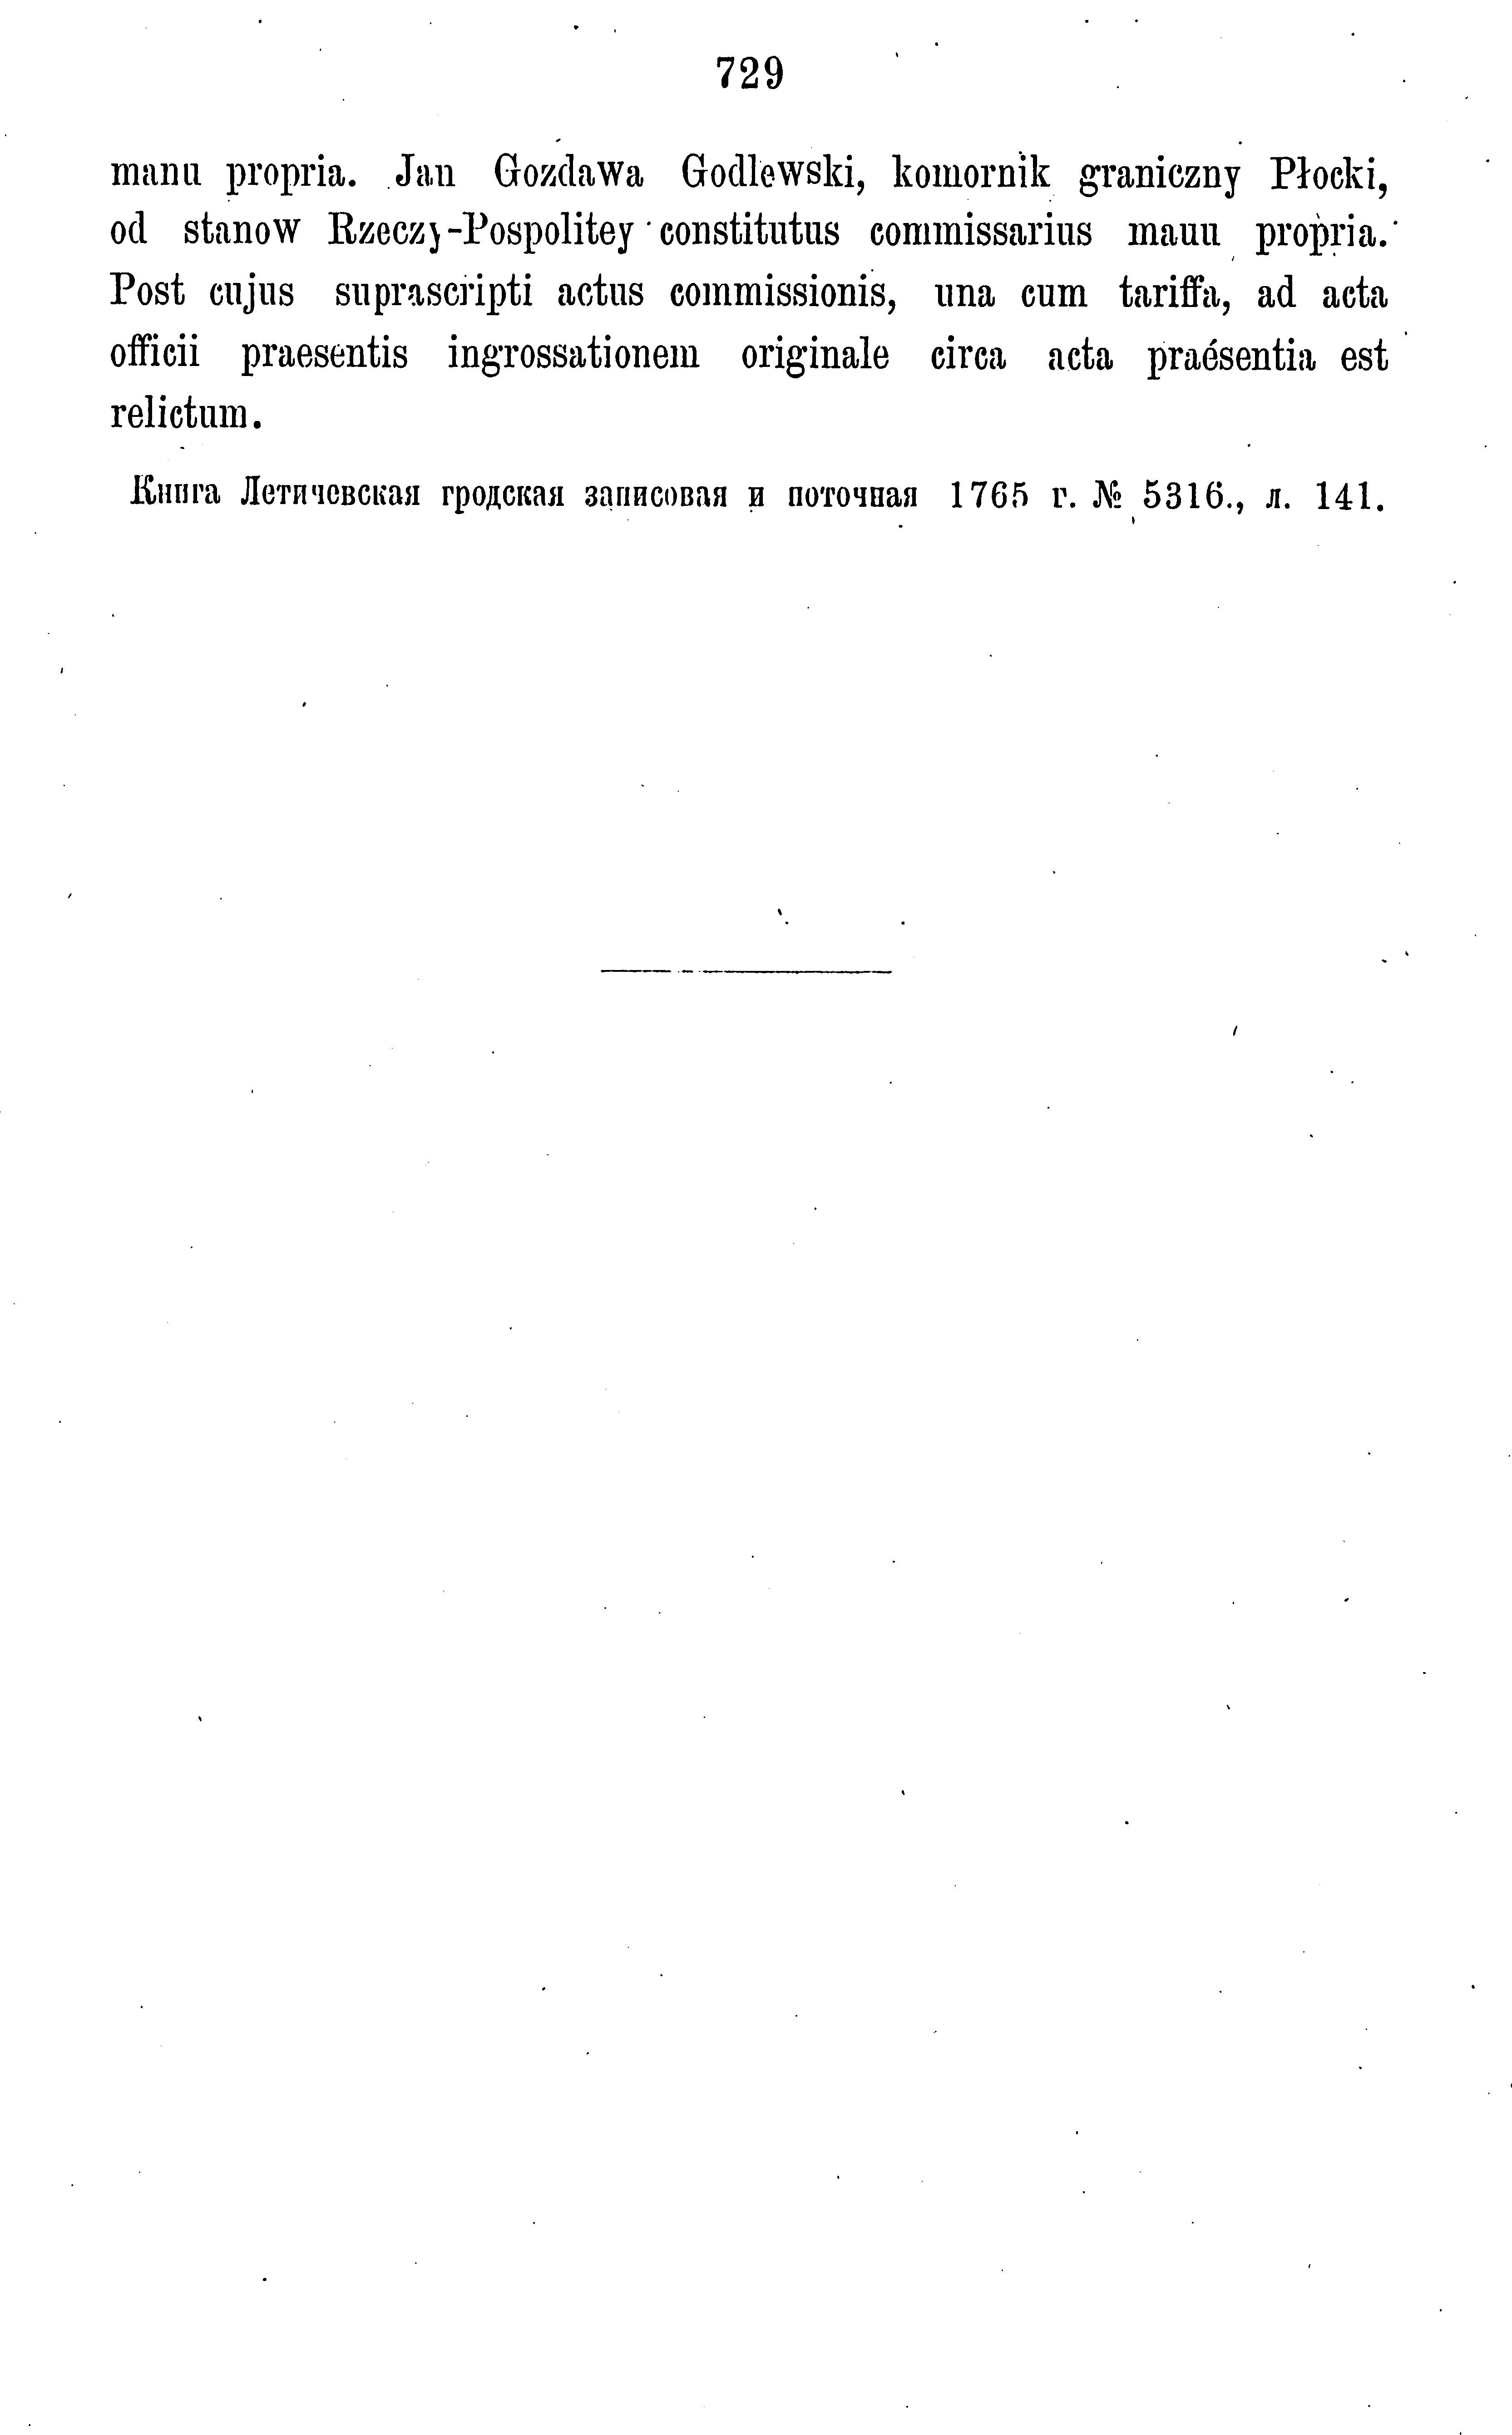 729
manu propria. Jan Gozdawa Godlewski, komornik graniczny Płocki,
od stanow Rzeczy-Pospolitey constitutus commissarius manu propria.
Post cujus suprascripti actus commissionis, una cum tariffa, ad acta
officii praesentis ingrossationem originale circa acta praesentia est
relictum.
Книга Летичевская гродская записовая и поточная 1765 г. № 5316., л. 141.